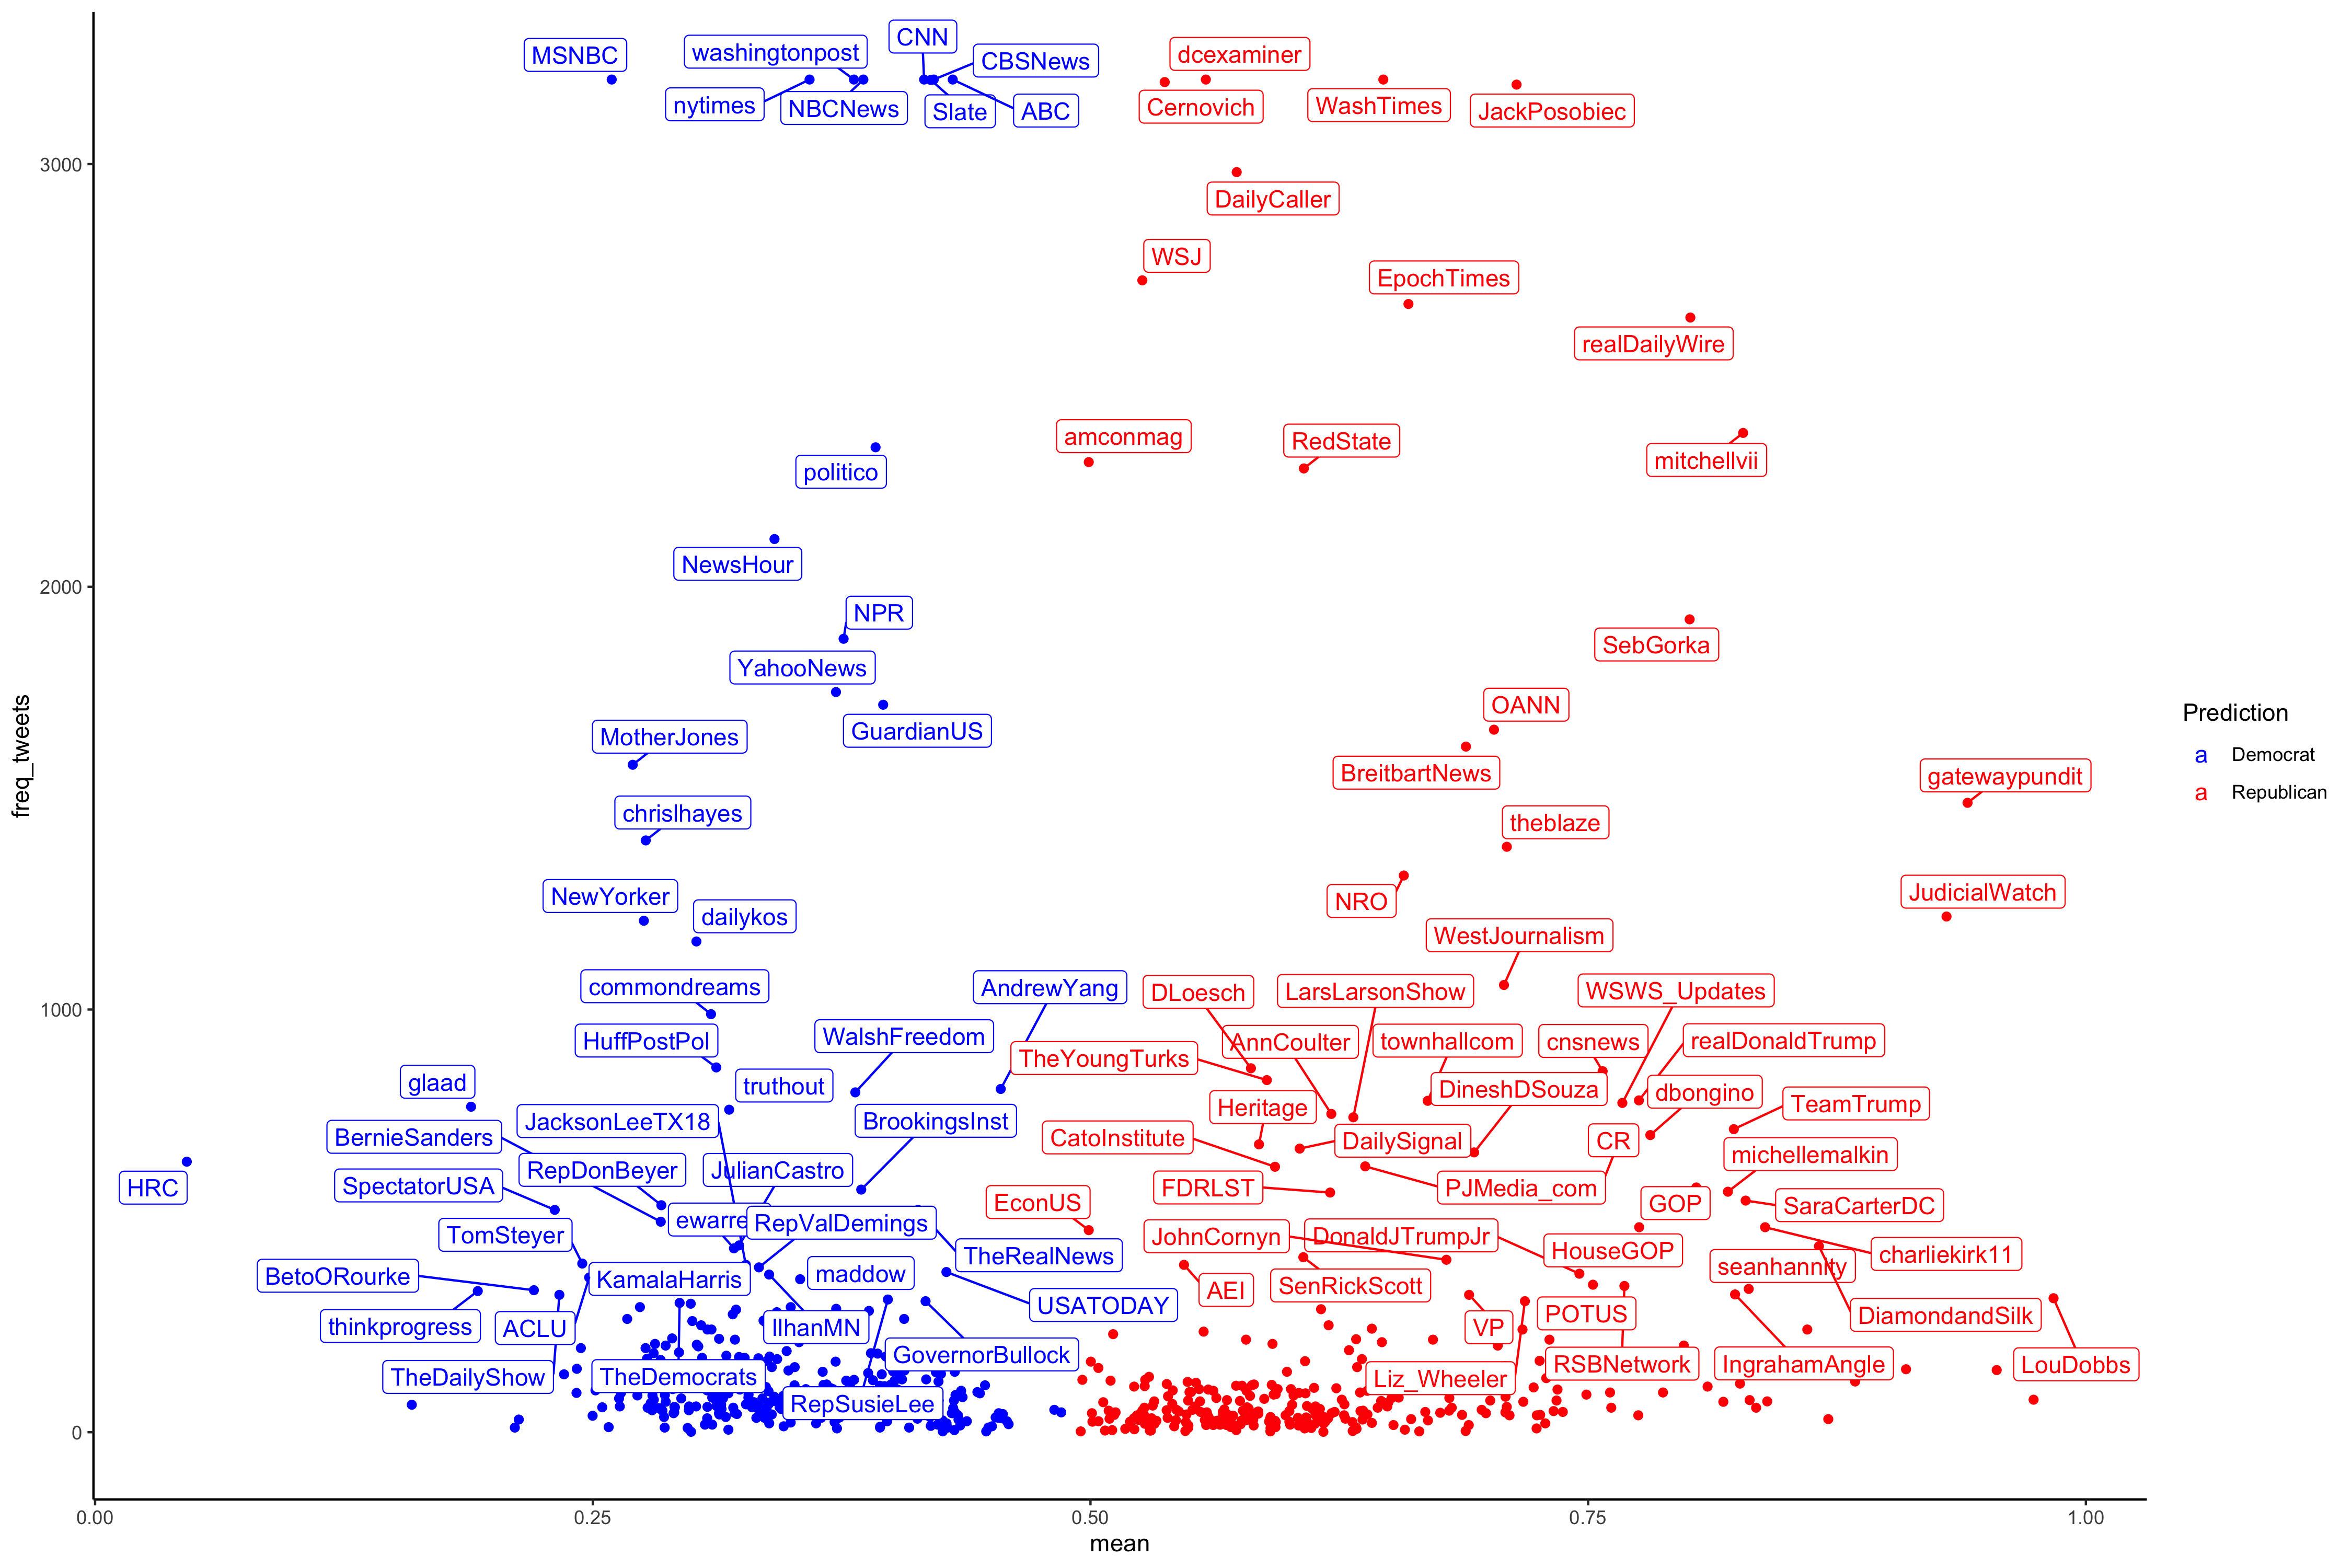 CNN
MSNBC
washingtonpost
CBSNews
dcexaminer
nytimes
NBCNews
Slate
ABC
Cernovich
WashTimes
JackPosobiec
3000
DailyCaller
WSJ
EpochTimes
realDailyWire
amconmag
RedState
mitchellvii
politico
NewsHour
2000
NPR
SebGorka
YahooNews
OANN
GuardianUS
MotherJones
BreitbartNews
gatewaypundit
chrislhayes
theblaze
NewYorker
dailykos
NRO
JudicialWatch
WestJournalism
commondreams
AndrewYang
DLoesch
LarsLarsonShow
WSWS_Updates
1000
HuffPostPol
WalshFreedom
TheYoungTurks
AnnCoulter
townhallcom
cnsnews
realDonaldTrump
glaad
truthout
DineshDSouza
dbongino
JacksonLeeTX18
BrookingsInst
Heritage
TeamTrump
BernieSanders
CatoInstitute
DailySignal
CR
michellemalkin
HRC
SpectatorUSA
RepDonBeyer
JulianCastro
FDRLST
PJMedia_com
EconUS
GOP
SaraCarterDC
TomSteyer
ewarre
RepValDemings
JohnCornyn
DonaldJTrumpJr
HouseGOP
TheRealNews
charliekirk11
BetoORourke
KamalaHarris
maddow
AEI
SenRickScott
seanhannity
USATODAY
thinkprogress
ACLU
IlhanMN
VP
POTUS
DiamondandSilk
GovernorBullock
TheDailyShow
TheDemocrats
RepSusieLee
Liz_Wheeler
RSBNetwork
IngrahamAngle
LouDobbs
0
0.00
0.25
0.50
0.75
1.00
mean
freq_tweets
Prediction
a Democrat
a Republican